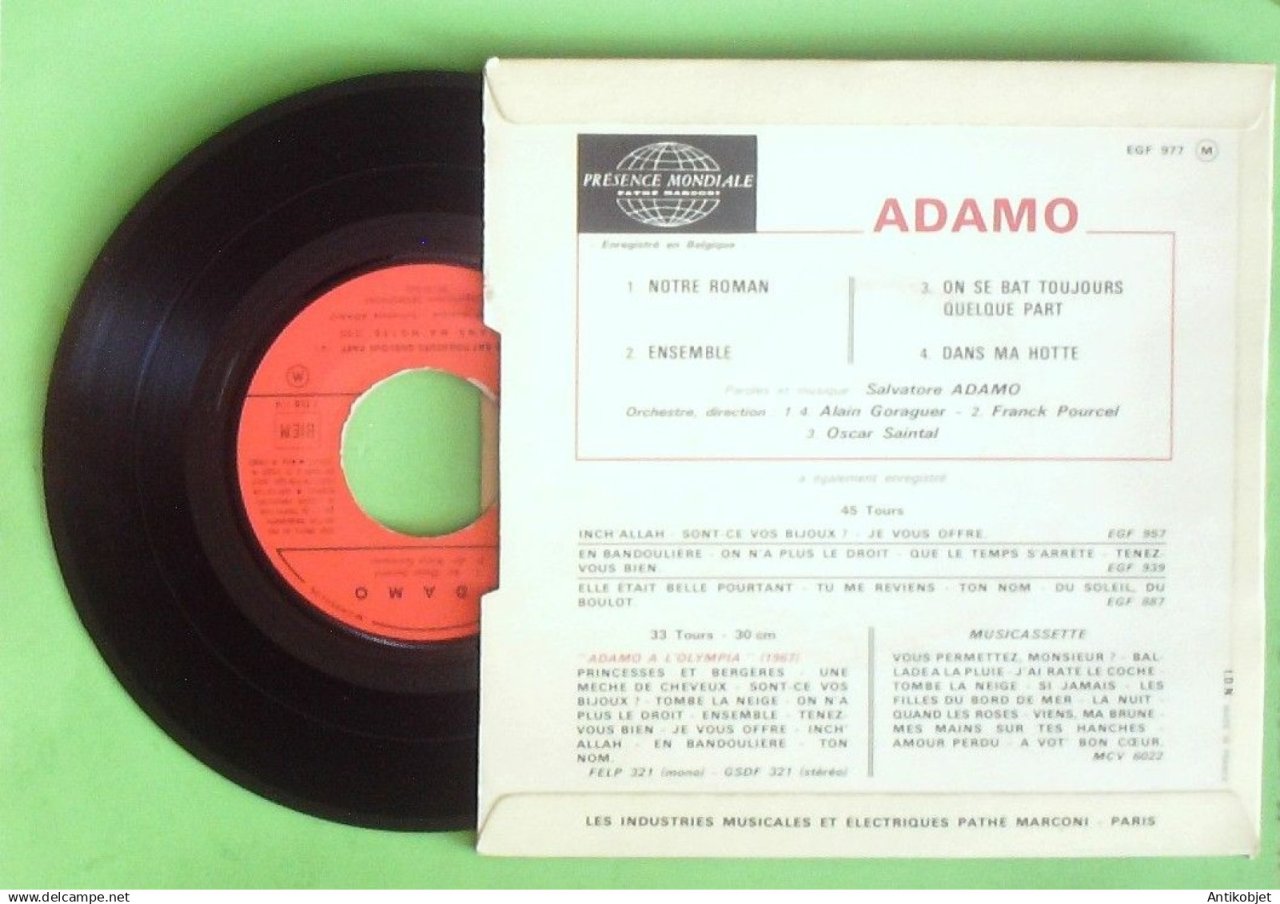 EGF 977 M
PRÉSENCE MONDIALE
PATHE MARCONI
ADAMO
Enregistré en Belgique
1. NOTRE ROMAN
2. ENSEMBLE
3. ON SE BAT TOUJOURS
QUELQUE PART
4. DANS MA HOTTE
Paroles et musique Salvatore ADAMO
Orchestre, direction 1. 4. Alain Goraguer - 2. Franck Pourcel
3. Oscar Saintal
a également enregistré
45 Tours
INCH'ALLAH - SONT-CE VOS BIJOUX ? - JE VOUS OFFRE. EGF 957
EN BANDOULIÈRE - ON N'A PLUS LE DROIT - QUE LE TEMPS S'ARRÊTE - TENEZ-
VOUS BIEN. EGF 939
ELLE ÉTAIT BELLE POURTANT - TU ME REVIENS - TON NOM - DU SOLEIL, DU
BOULOT. EGF 887
33 Tours - 30 cm
"ADAMO A L'OLYMPIA" (1967)
PRINCESSES ET BERGÈRES - UNE
MECHE DE CHEVEUX - SONT-CE VOS
BIJOUX ? - TOMBE LA NEIGE - ON N'A
PLUS LE DROIT - ENSEMBLE - TENEZ-
VOUS BIEN - JE VOUS OFFRE - INCH'
ALLAH - EN BANDOULIÈRE - TON
NOM.
FELP 321 (mono) - GSDF 321 (stéréo)
MUSICASSETTE
VOUS PERMETTEZ, MONSIEUR ? - BAL-
LADE A LA PLUIE - J'AI RATÉ LE COCHE -
TOMBE LA NEIGE - SI JAMAIS - LES
FILLES DU BORD DE MER - LA NUIT -
QUAND LES ROSES - VIENS, MA BRUNE -
MES MAINS SUR TES HANCHES -
AMOUR PERDU - A VOT' BON CŒUR.
MCV 6022
LES INDUSTRIES MUSICALES ET ÉLECTRIQUES PATHE MARCONI - PARIS
I.D.N.
M
BIEM
DAMO
Delcampe.net
Antikobjet